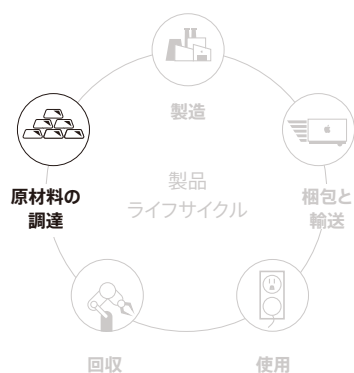 製造
原材料の
調達
製品
ライフサイクル
梱包と
輸送
回収
使用